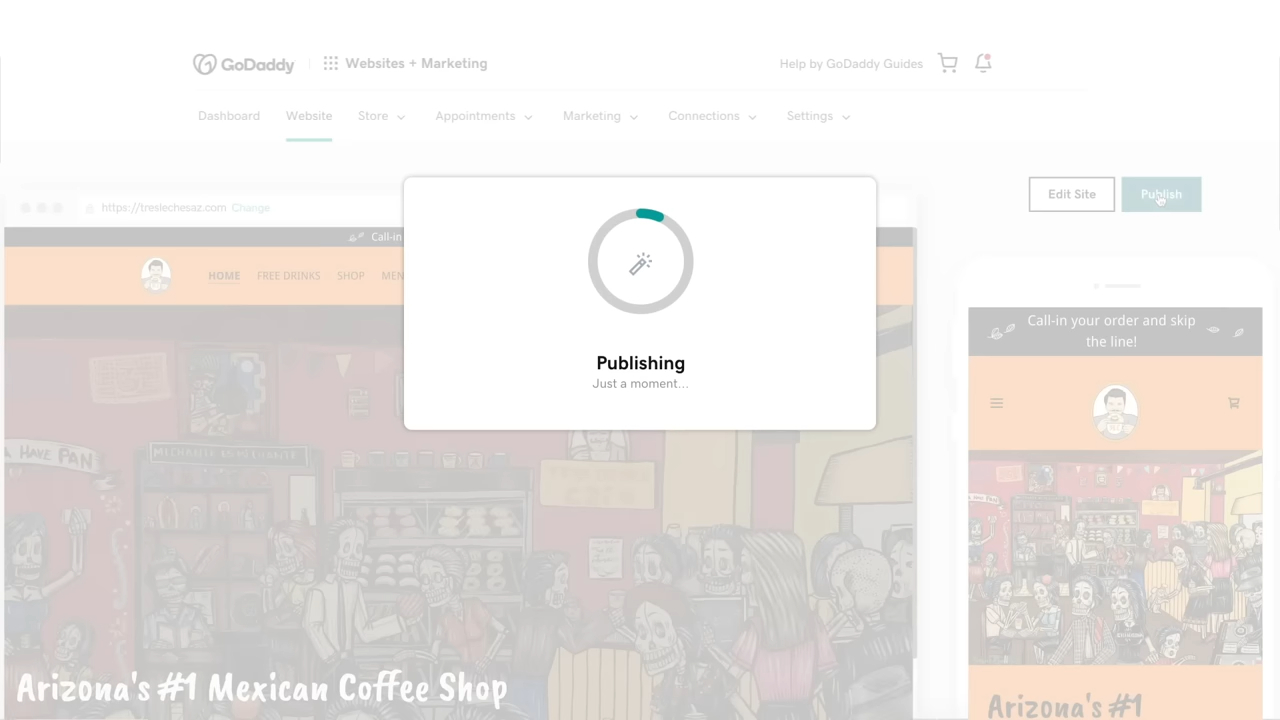 GoDaddy
Websites + Marketing
Help by GoDaddy Guides
Dashboard
Website
Store
Appointments
Marketing
Connections
Settings
Edit Site
Publish
https://treslechesaz.com Change
Call-in
HOME
FREE DRINKS
SHOP
MEN
Publishing
Just a moment...
HAVE PAN
Arizona's #1 Mexican Coffee Shop
Call-in your order and skip
the line!
Arizona's #1